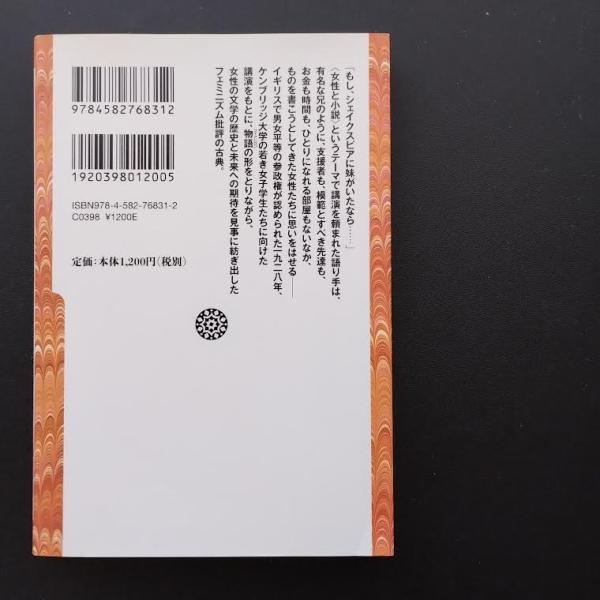 「もし、シェイクスピアに妹がいたなら……」
〈女性と小説〉というテーマで講演を頼まれた語り手は、
有名な兄のように、支援者も、模範とすべき先達も、
お金も時間も、ひとりになれる部屋もないなか、
ものを書こうとしてきた女性たちに思いをはせる――
イギリスで男女平等の参政権が認められた一九二八年、
ケンブリッジ大学の若き女子学生たちに向けた
講演をもとに、物語の形をとりながら、
女性の文学の歴史と未来への期待を見事に紡ぎ出した
フェミニズム批評の古典。
9784582768312
1920398012005
ISBN978-4-582-76831-2
C0398 ¥1200E
定価：本体1,200円（税別）